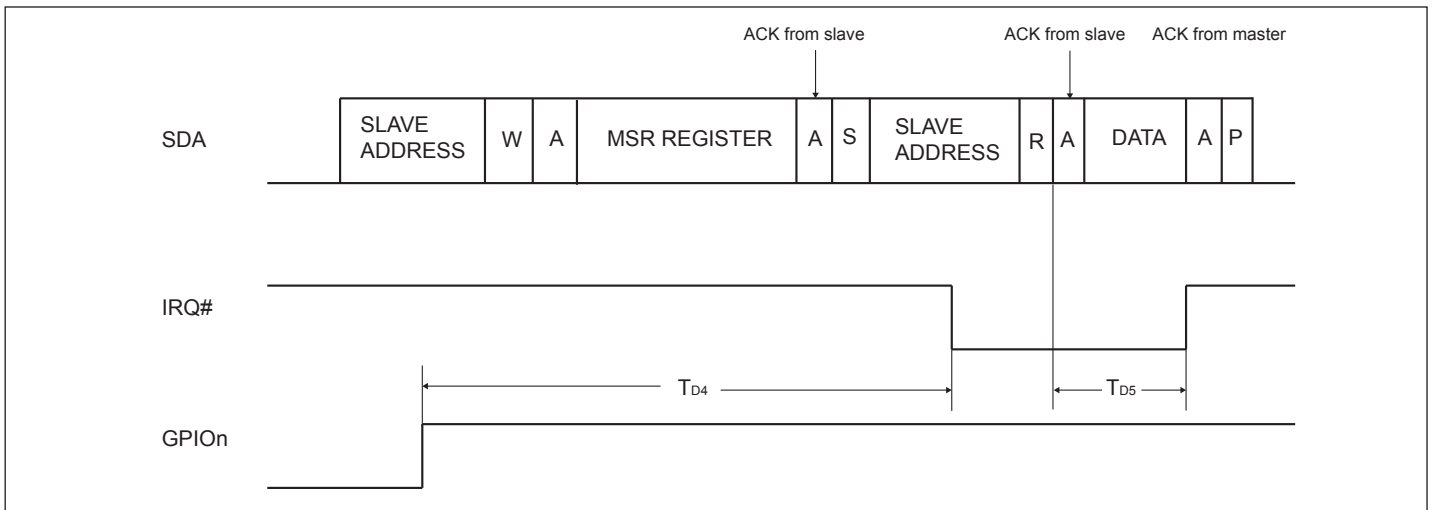 ACK from slave ACK from slave ACK from master
SDA SLAVE ADDRESS W A MSR REGISTER A S SLAVE ADDRESS R A DATA A P
IRQ#
TD4 TD5
GPIOn